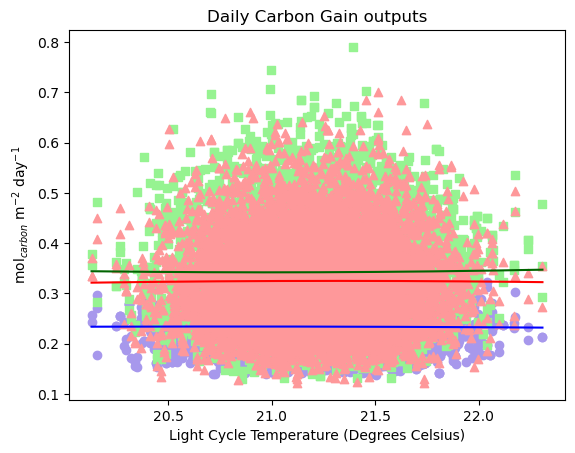 Daily Carbon Gain outputs
0.8
0.7
0.6
0.5
0.4
0.3
0.2
0.1
mol_{carbon} m^{-2} day^{-1}
20.5 21.0 21.5 22.0
Light Cycle Temperature (Degrees Celsius)